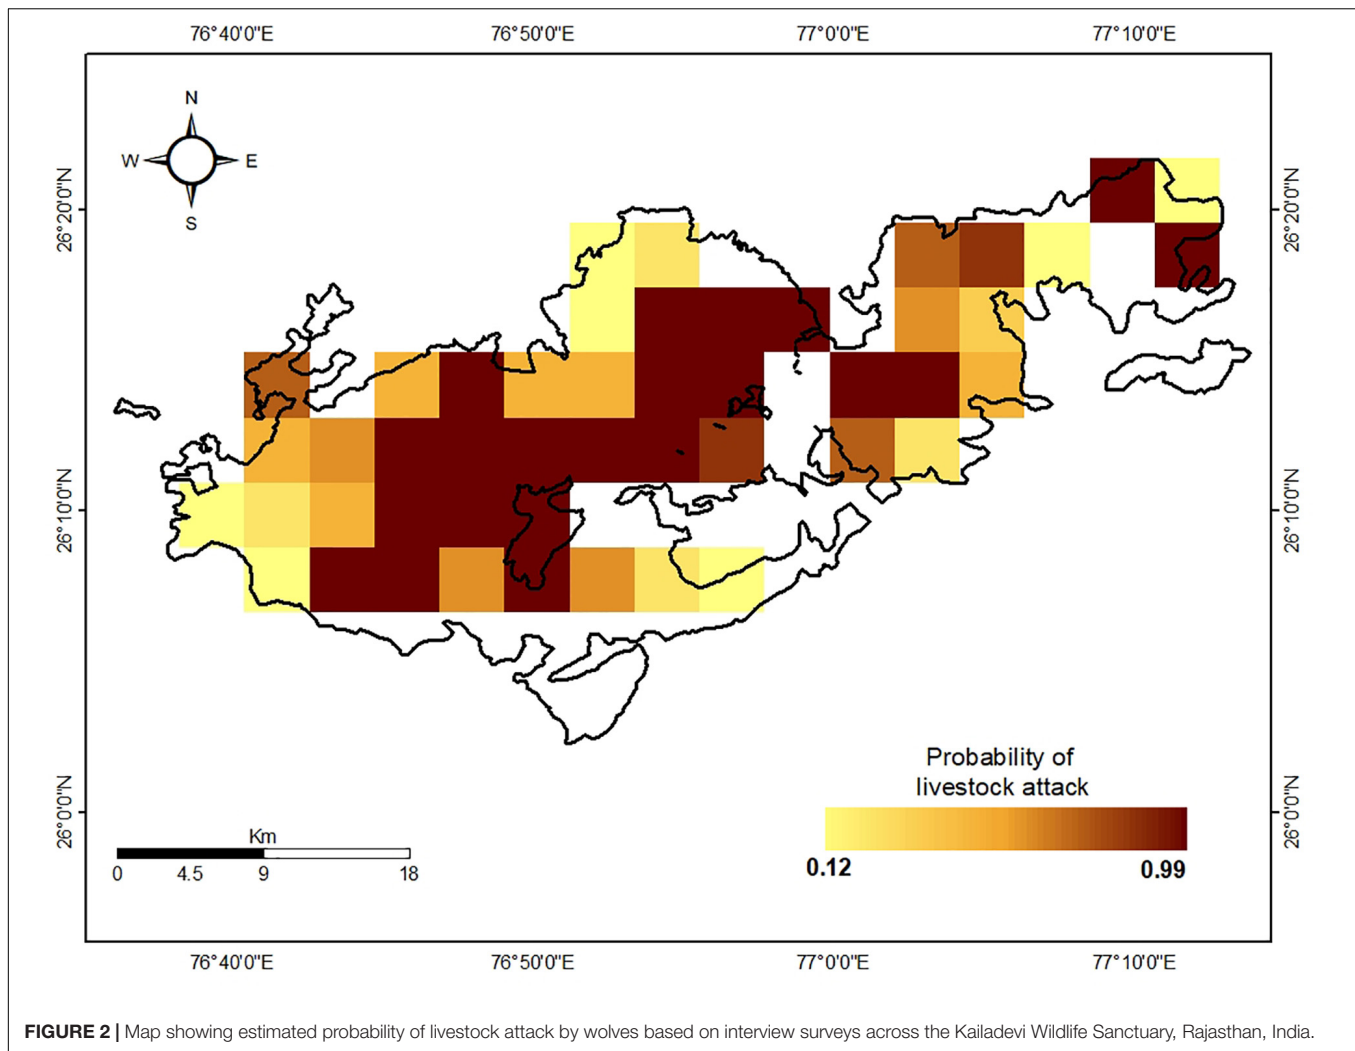 76°40'0"E 76°50'0"E 77°0'0"E 77°10'0"E
N
W E
S
26°20'0"N 26°20'0"N
26°10'0"N 26°10'0"N
26°0'0"N 26°0'0"N
Probability of
livestock attack
0.12 0.99
Km
0 4.5 9 18
76°40'0"E 76°50'0"E 77°0'0"E 77°10'0"E
FIGURE 2 | Map showing estimated probability of livestock attack by wolves based on interview surveys across the Kailadevi Wildlife Sanctuary, Rajasthan, India.